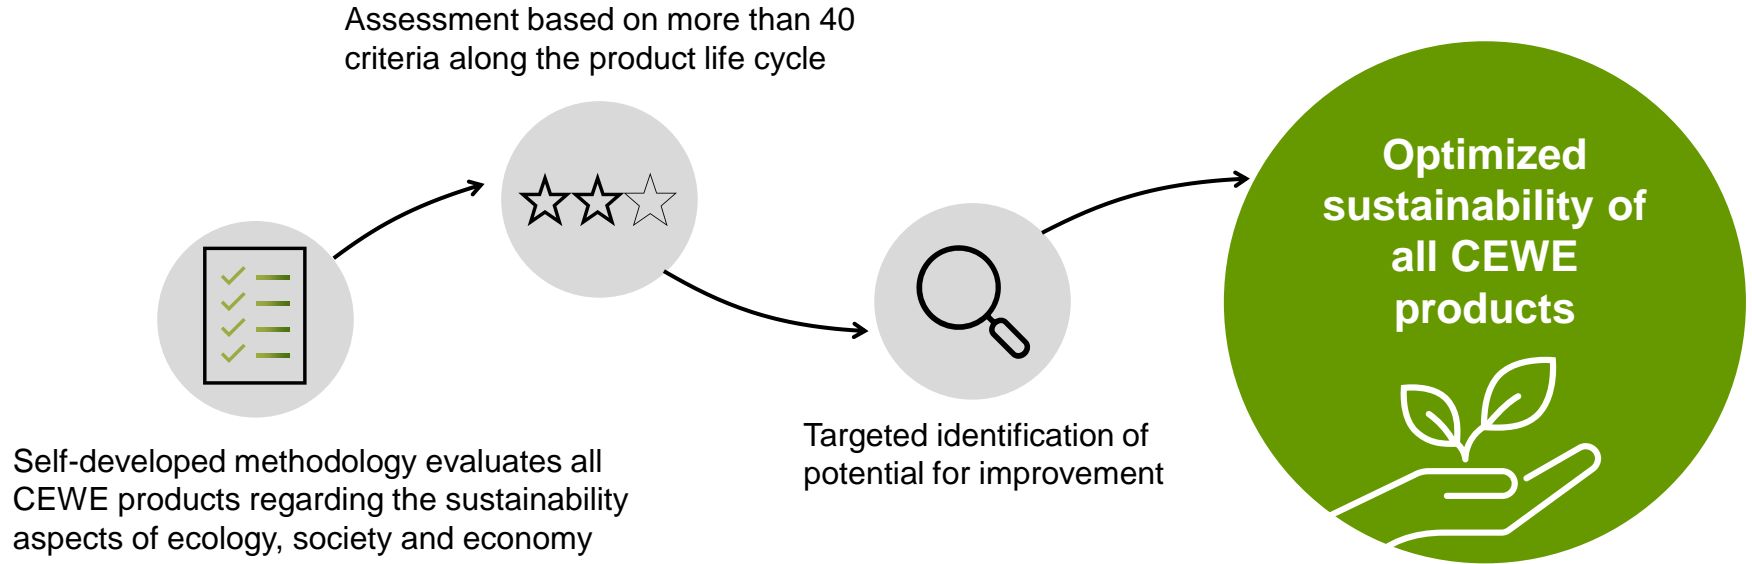 Assessment based on more than 40
criteria along the product life cycle
Self-developed methodology evaluates all
CEWE products regarding the sustainability
aspects of ecology, society and economy
Targeted identification of
potential for improvement
Optimized
sustainability of
all CEWE
products